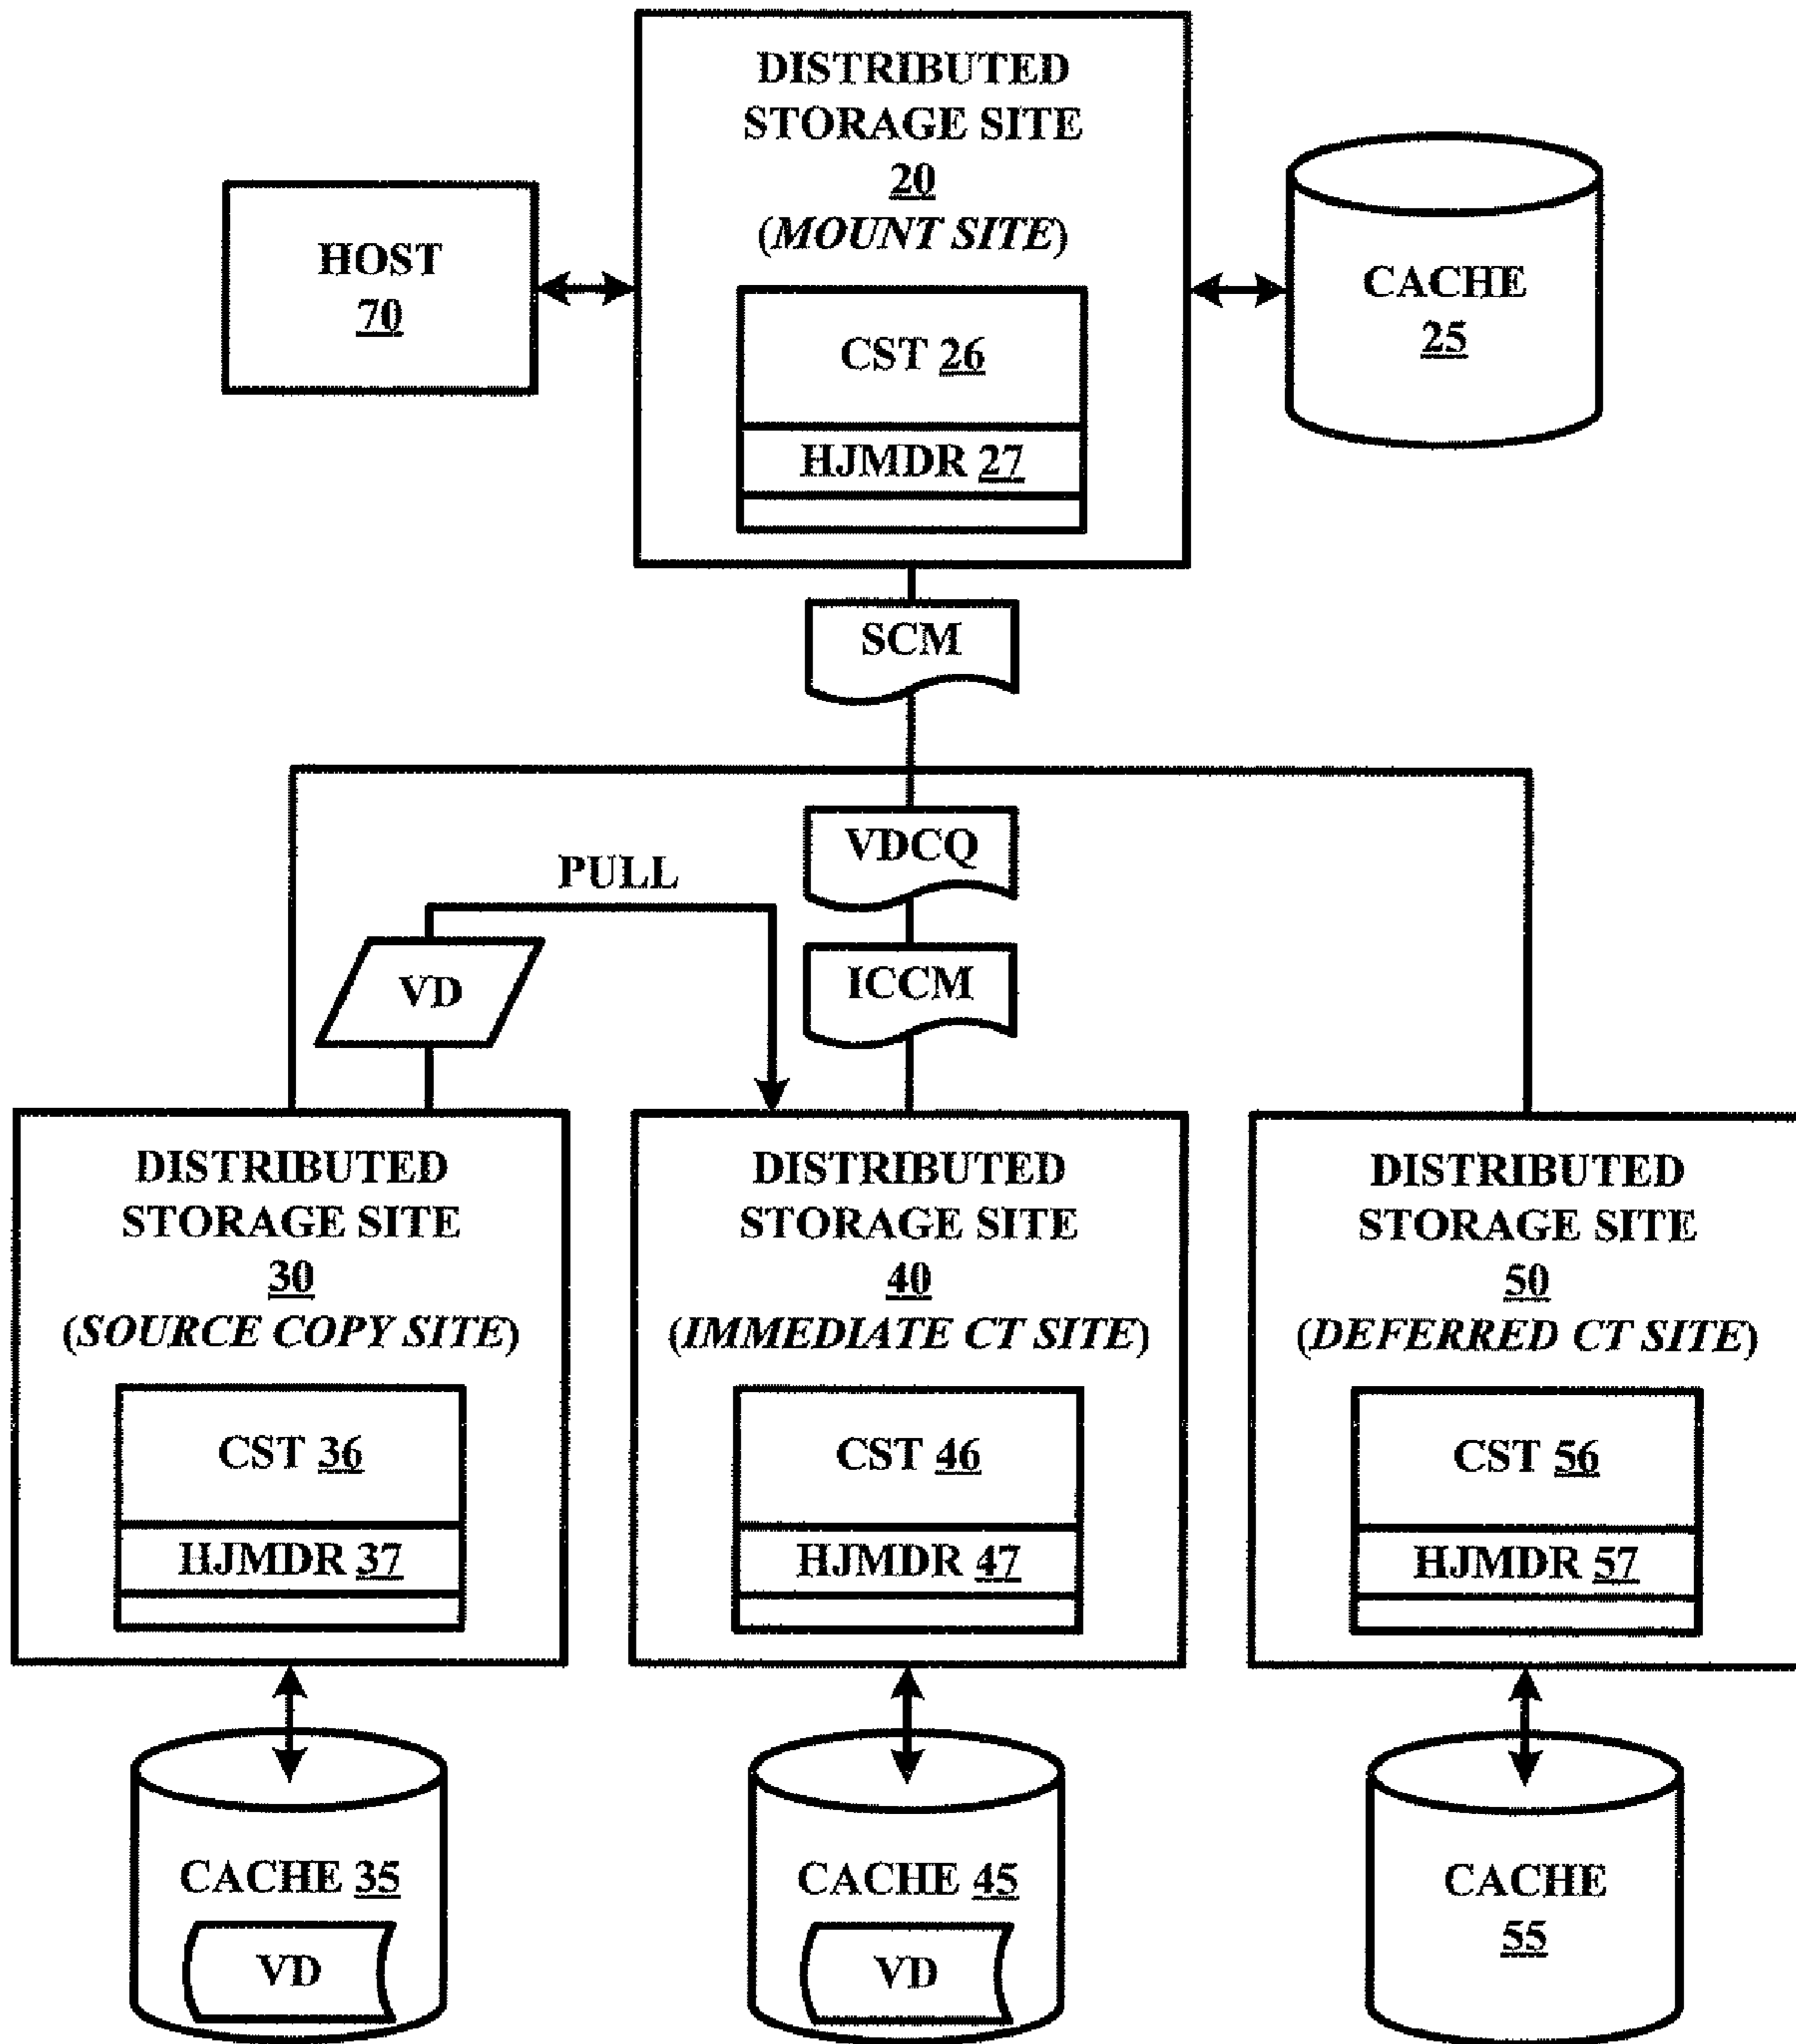 DISTRIBUTED
STORAGE SITE
20
(MOUNT SITE)
HOST
70
CACHE
25
CST 26
HJMDR 27
SCM
VDCQ
PULL
VD
ICCM
DISTRIBUTED
STORAGE SITE
30
(SOURCE COPY SITE)
CST 36
HJMDR 37
DISTRIBUTED
STORAGE SITE
40
(IMMEDIATE CT SITE)
CST 46
HJMDR 47
DISTRIBUTED
STORAGE SITE
50
(DEFERRED CT SITE)
CST 56
HJMDR 57
CACHE 35
VD
CACHE 45
VD
CACHE
55